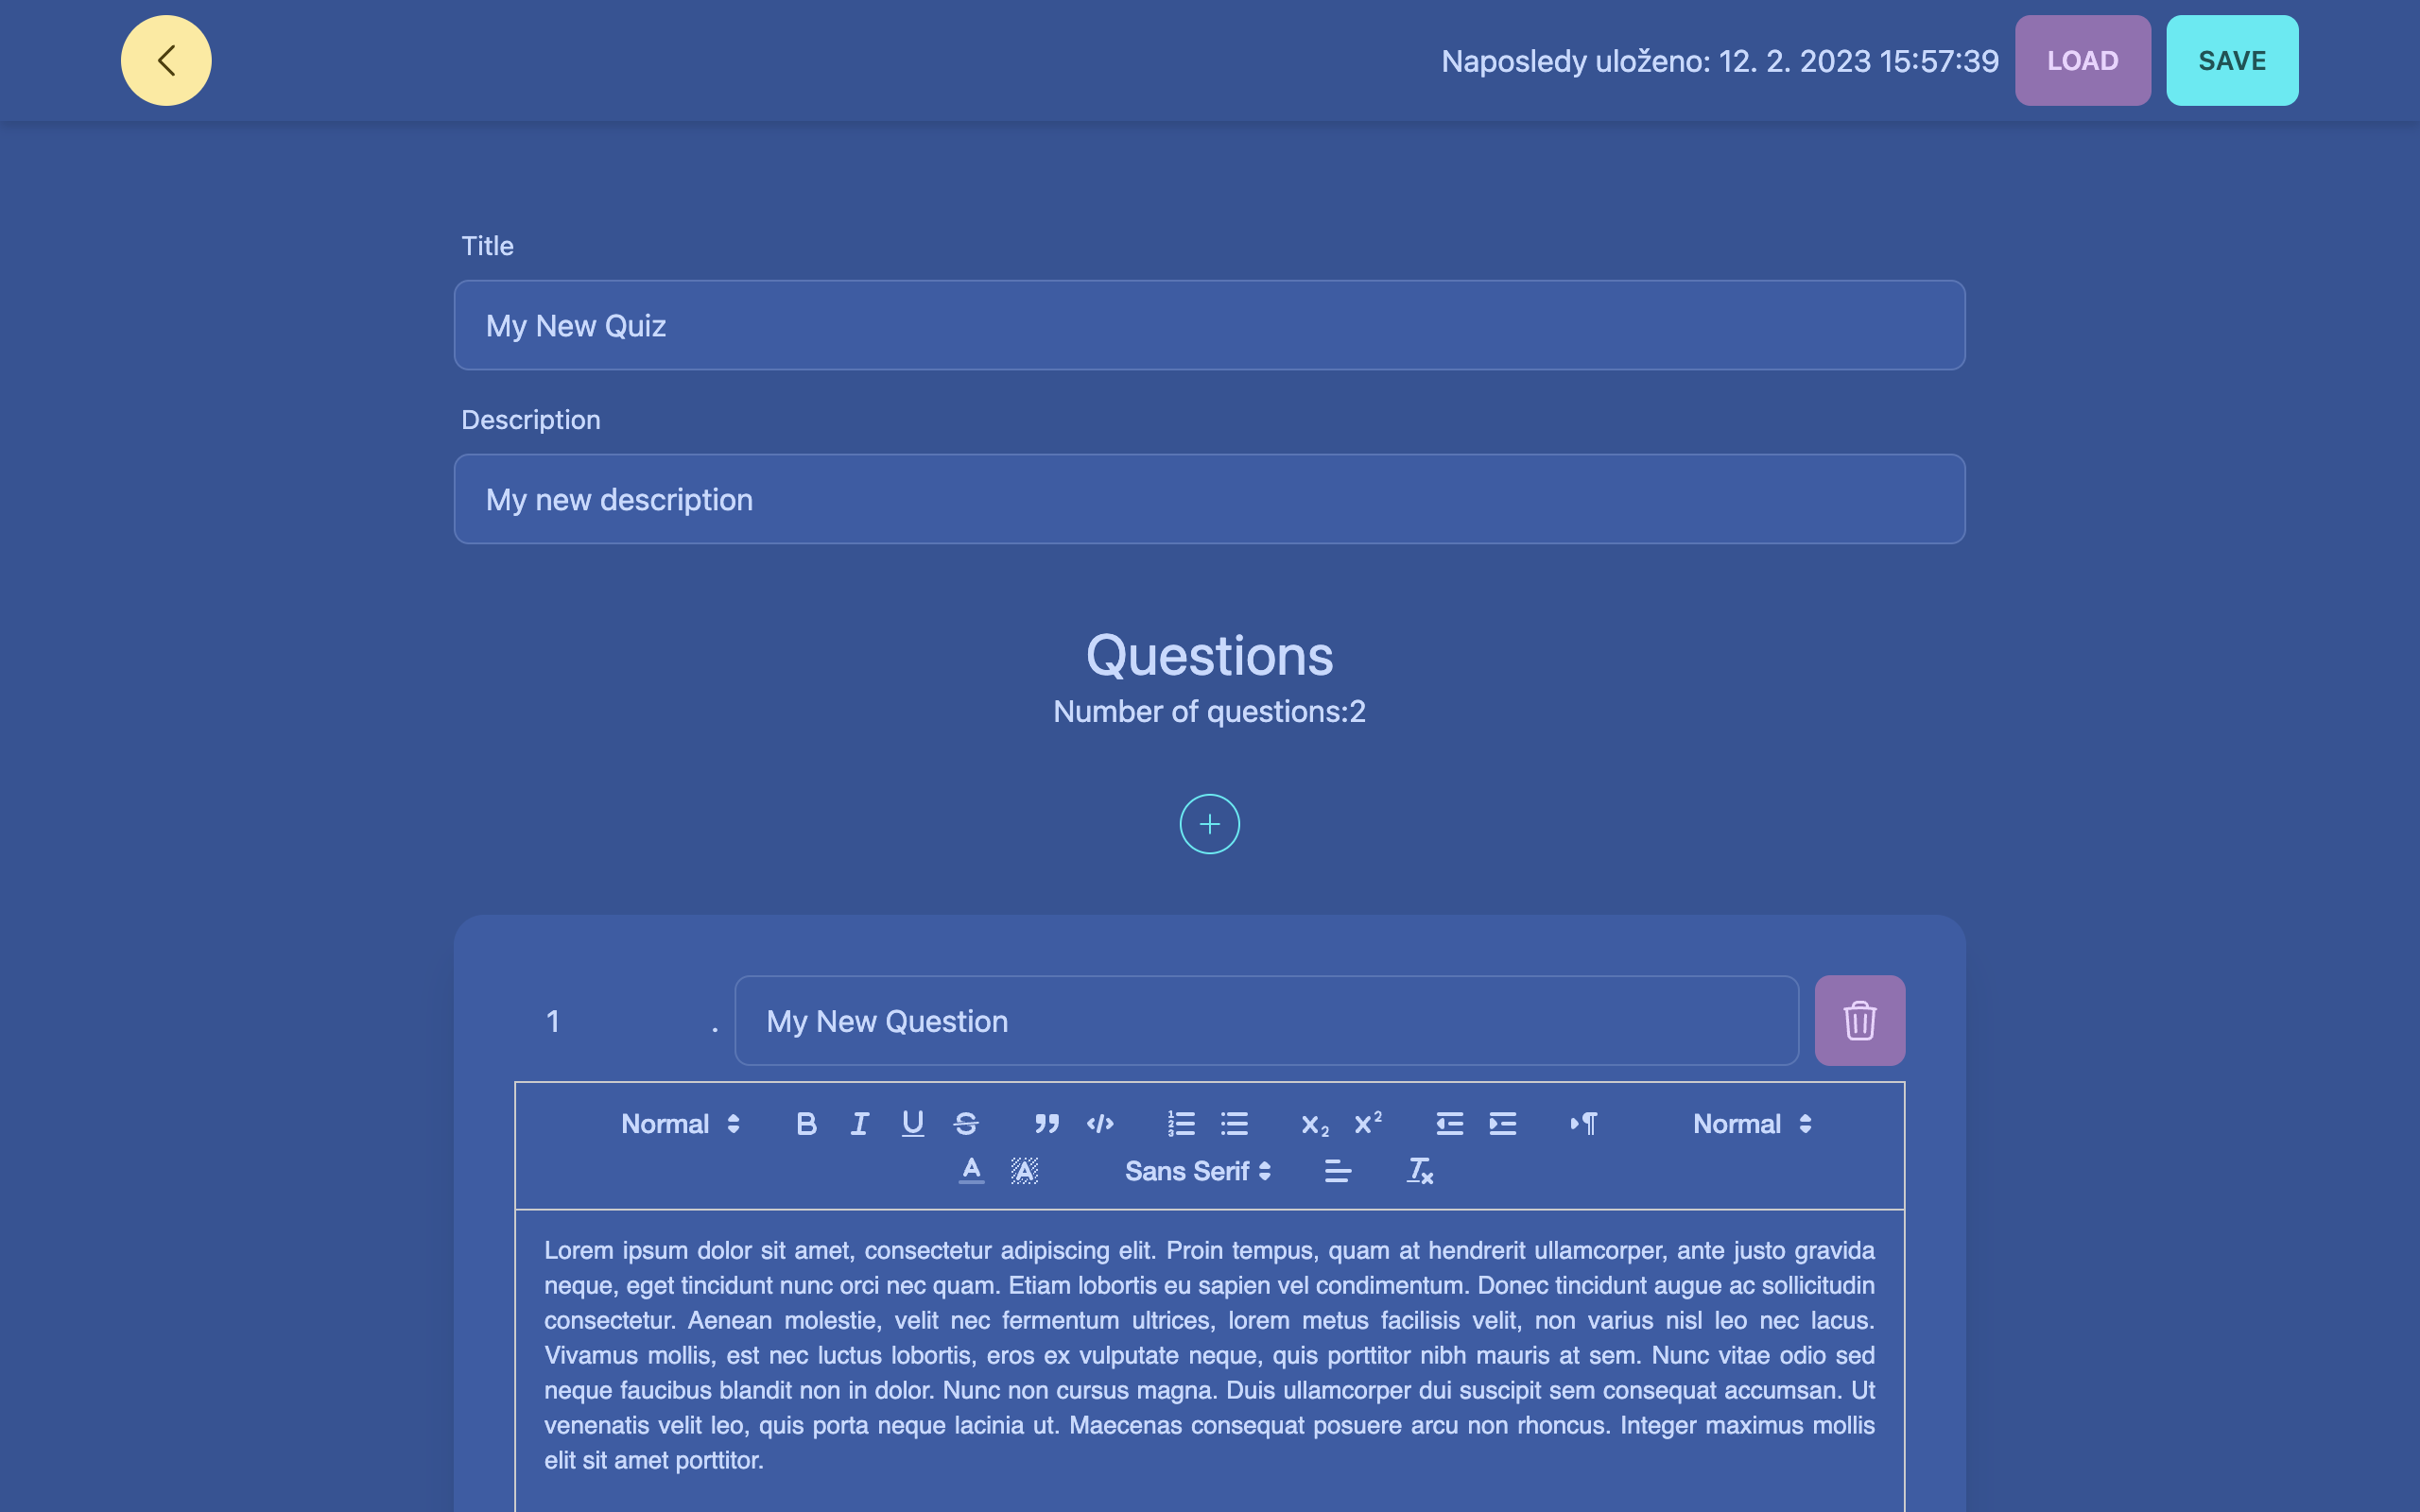 Naposledy uloženo: 12. 2. 2023 15:57:39 LOAD SAVE
Title
My New Quiz
Description
My new description
Questions
Number of questions:2
1 . My New Question
Normal B I U S x₂ x² Normal
A A Sans Serif
Lorem ipsum dolor sit amet, consectetur adipiscing elit. Proin tempus, quam at hendrerit ullamcorper, ante justo gravida
neque, eget tincidunt nunc orci nec quam. Etiam lobortis eu sapien vel condimentum. Donec tincidunt augue ac sollicitudin
consectetur. Aenean molestie, velit nec fermentum ultrices, lorem metus facilisis velit, non varius nisl leo nec lacus.
Vivamus mollis, est nec luctus lobortis, eros ex vulputate neque, quis porttitor nibh mauris at sem. Nunc vitae odio sed
neque faucibus blandit non in dolor. Nunc non cursus magna. Duis ullamcorper dui suscipit sem consequat accumsan. Ut
venenatis velit leo, quis porta neque lacinia ut. Maecenas consequat posuere arcu non rhoncus. Integer maximus mollis
elit sit amet porttitor.